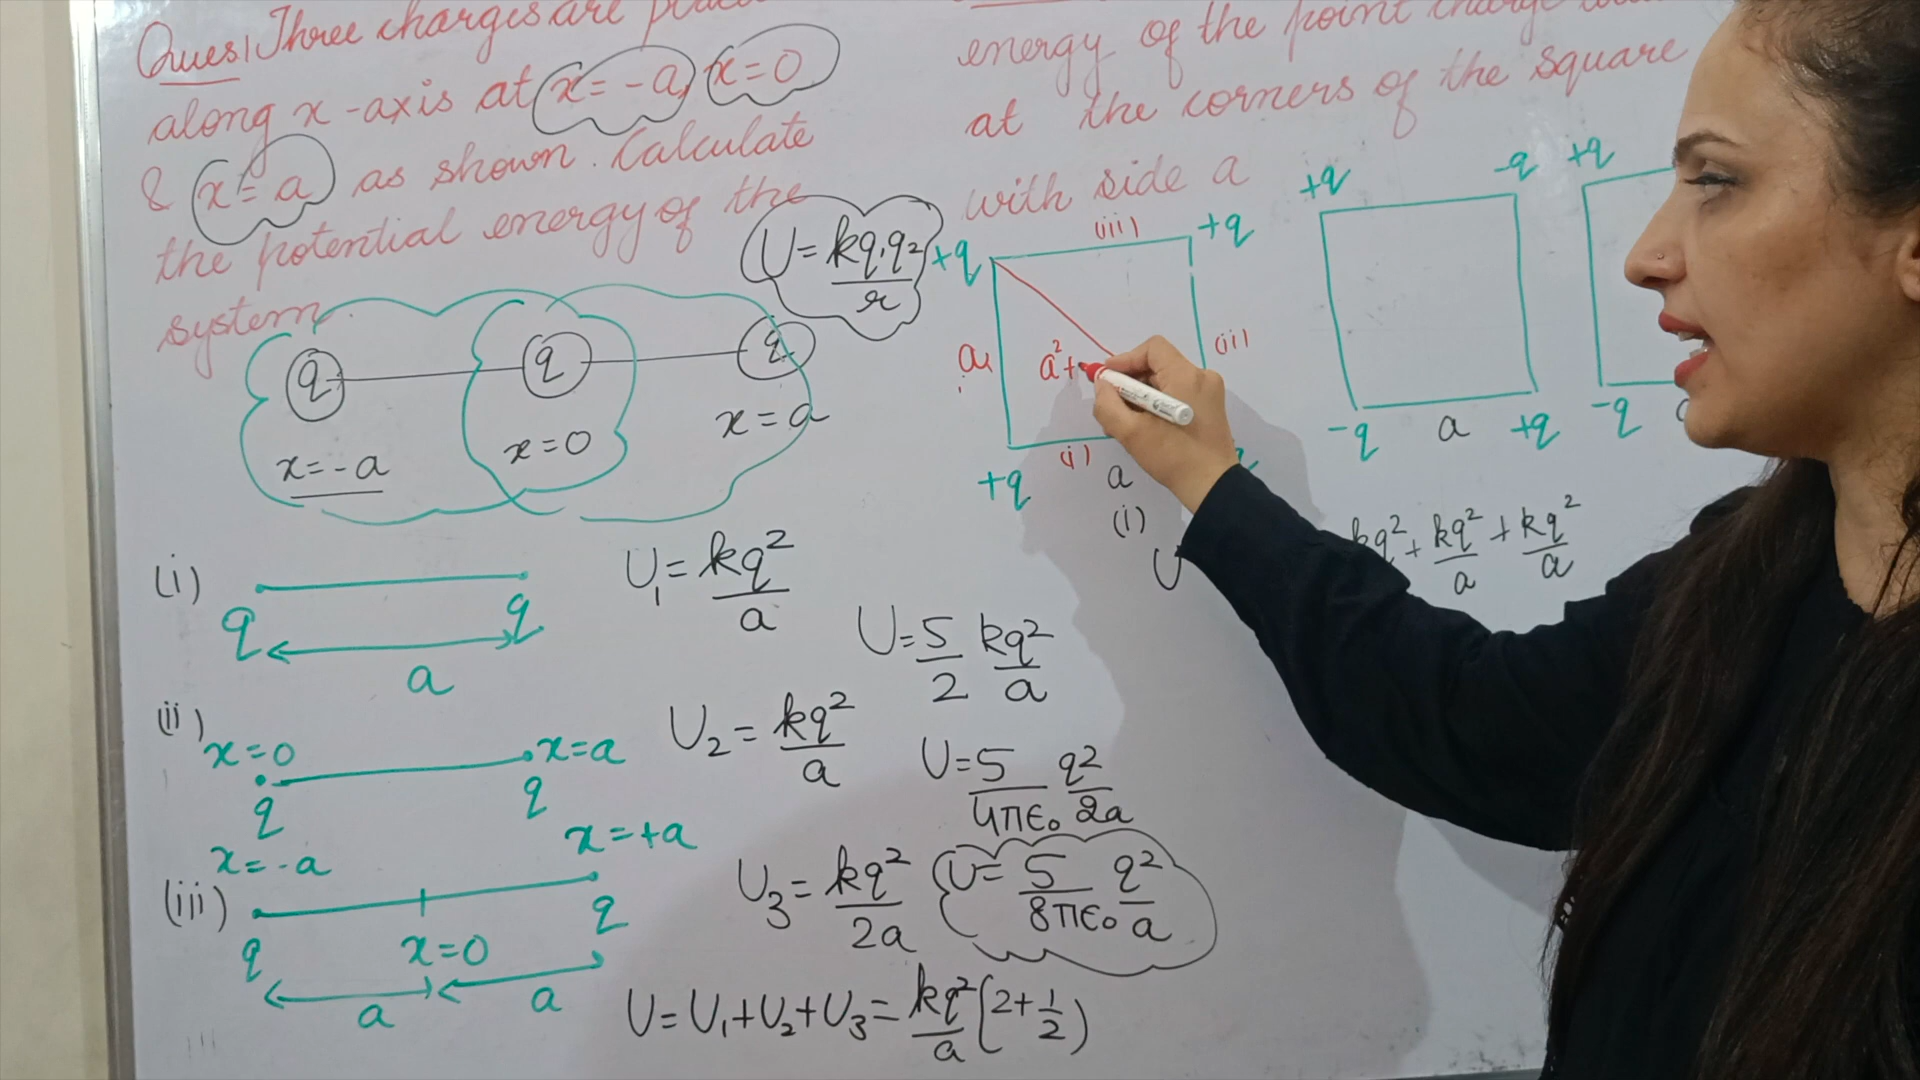 Ques1 Three charges are
along x-axis at x=-a, x=0
& x=a as shown. Calculate
the potential energy of the
system.
U=kq1q2/r
q q q
x=-a x=0 x=a
(i)
q q
a
U1=kq²/a
(ii)
x=0 x=a
q q
U2=kq²/a
x=-a x=+a
(iii)
q x=0 q
a a
U3=kq²/2a
U=U1+U2+U3=kq²/a(2+1/2)
U=5/2 kq²/a
U=5/4πε0 q²/2a
U=5/8πε0 q²/a
energy of the point charge
at the corners of the square
with side a
(iii)
+q +q
a a²+ (ii)
(i)
+q a
+q -q
-q a +q
+q
-q
(i)
U kq²+kq²/a+kq²/a